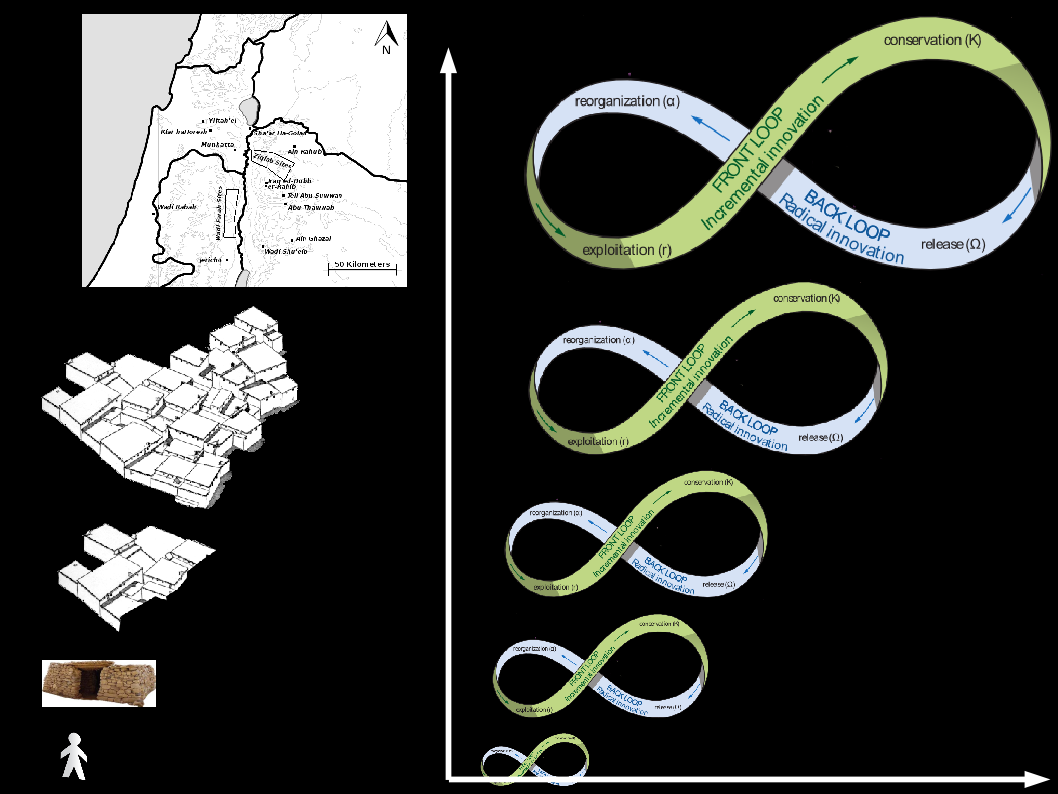 N
Yiftah'el
Kfar haHoresh
Sha'ar Ha-Golan
Munhatta
Ain Rahub
Ziqlab Sites
Iraq ed-Dubb
er-Rahib
Tell Abu Suwwan
Abu Thawwab
Wadi Rabah
Wadi Farah Sites
Ain Ghazal
Wadi Shu'eib
Jericho
50 Kilometers
conservation (K)
reorganization (α)
FRONT LOOP
Incremental innovation
BACK LOOP
Radical innovation
exploitation (r)
release (Ω)
conservation (K)
reorganization (α)
FRONT LOOP
Incremental innovation
BACK LOOP
Radical innovation
exploitation (r)
release (Ω)
conservation (K)
reorganization (α)
FRONT LOOP
Incremental innovation
BACK LOOP
Radical innovation
exploitation (r)
release (Ω)
conservation (K)
reorganization (α)
FRONT LOOP
Incremental innovation
BACK LOOP
Radical innovation
exploitation (r)
release (Ω)